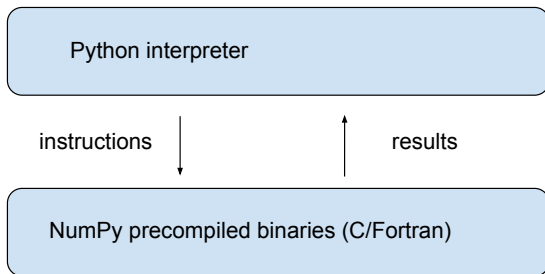 Python interpreter
instructions
results
NumPy precompiled binaries (C/Fortran)